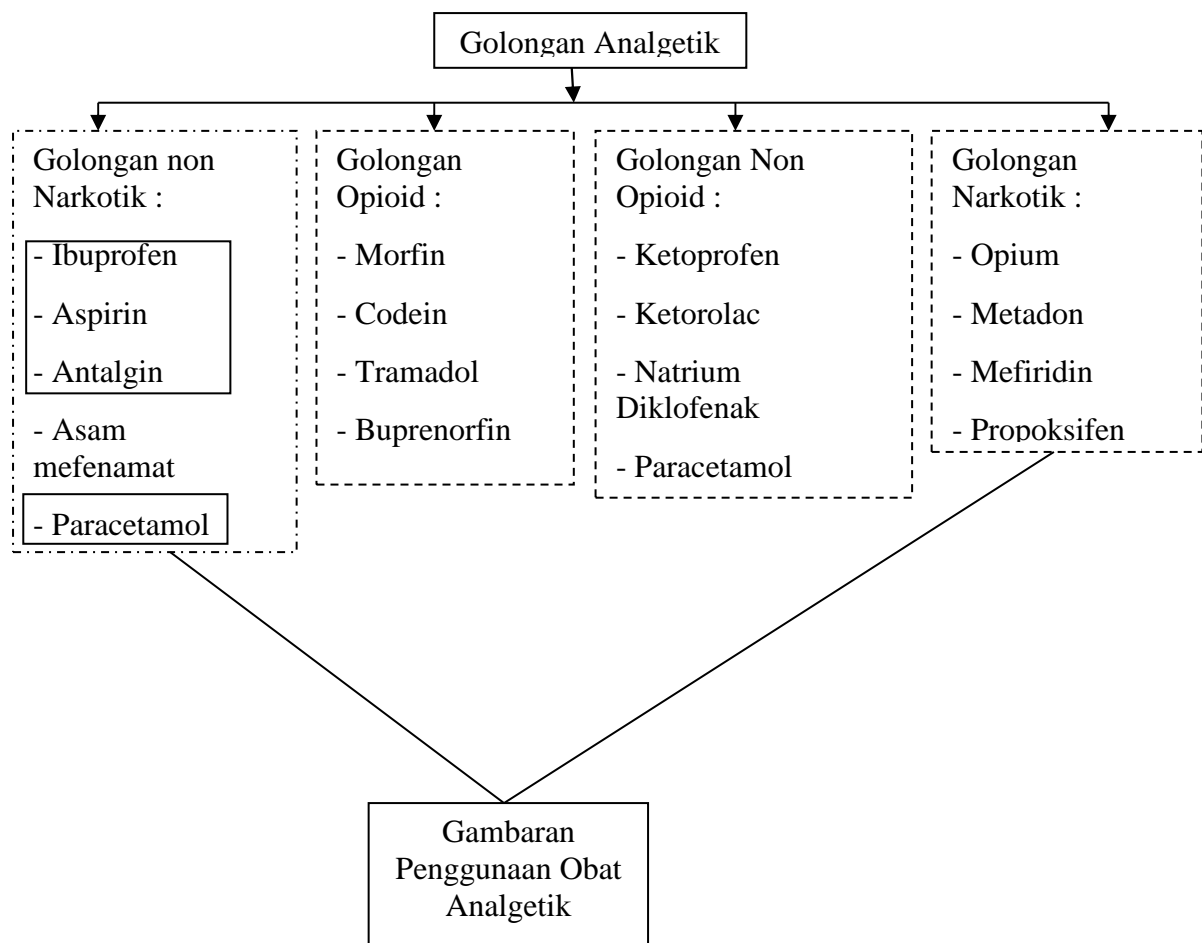 Golongan Analgetik
Golongan non
Narkotik :
- Ibuprofen
- Aspirin
- Antalgin
- Asam
mefenamat
- Paracetamol
Golongan
Opioid :
- Morfin
- Codein
- Tramadol
- Buprenorfin
Golongan Non
Opioid :
- Ketoprofen
- Ketorolac
- Natrium
Diklofenak
- Paracetamol
Golongan
Narkotik :
- Opium
- Metadon
- Mefiridin
- Propoksifen
Gambaran
Penggunaan Obat
Analgetik